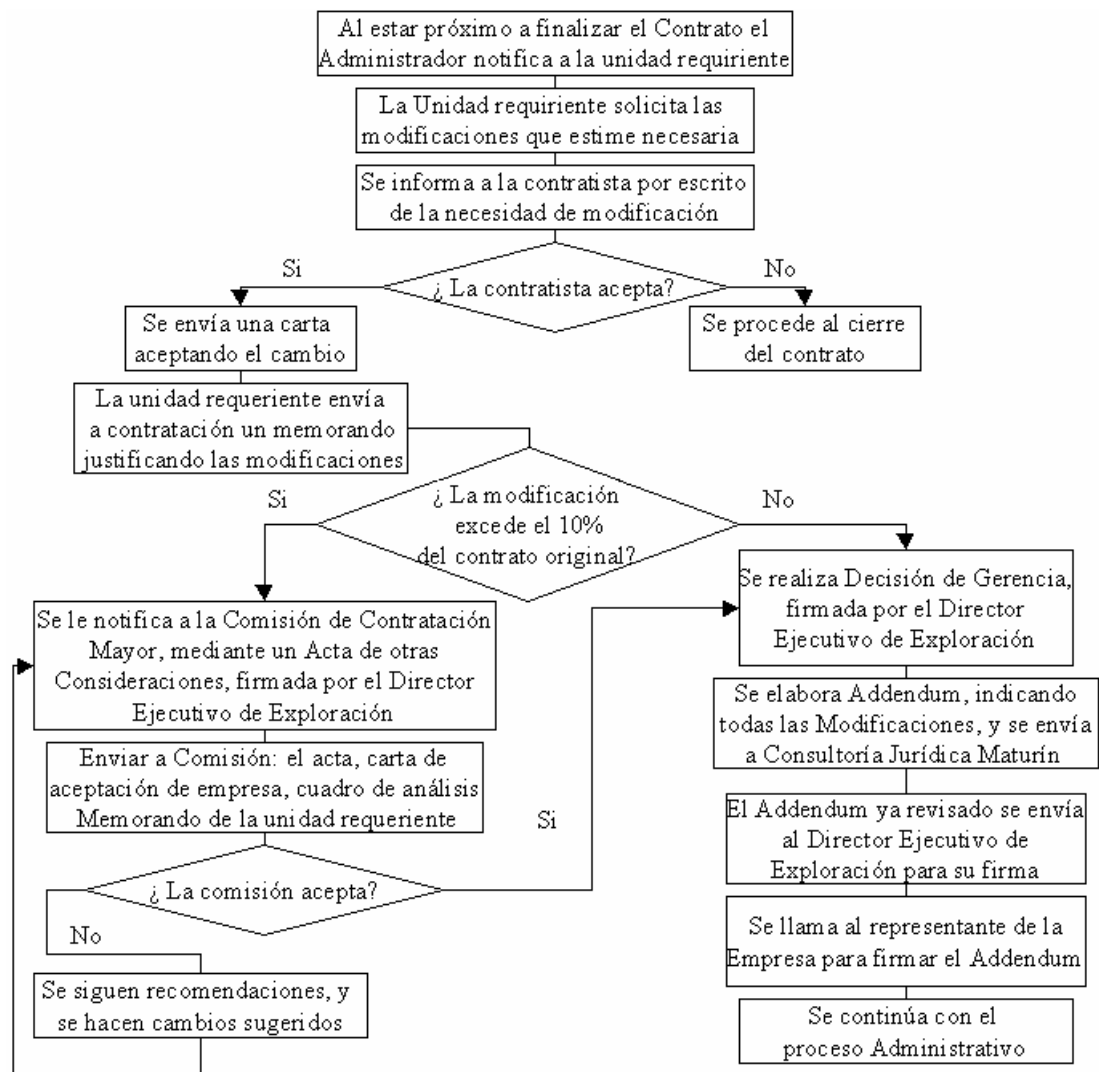 Al estar próximo a finalizar el Contrato el
Administrador notifica a la unidad requiriente
La Unidad requiriente solicita las
modificaciones que estime necesaria
Se informa a la contratista por escrito
de la necesidad de modificación
Si
¿ La contratista acepta?
No
Se envía una carta
aceptando el cambio
Se procede al cierre
del contrato
La unidad requeriente envía
a contratación un memorando
justificando las modificaciones
Si
¿ La modificación
excede el 10%
del contrato original?
No
Se le notifica a la Comisión de Contratación
Mayor, mediante un Acta de otras
Consideraciones, firmada por el Director
Ejecutivo de Exploración
Se realiza Decisión de Gerencia,
firmada por el Director
Ejecutivo de Exploración
Enviar a Comisión: el acta, carta de
aceptación de empresa, cuadro de análisis
Memorando de la unidad requeriente
Se elabora Addendum, indicando
todas las Modificaciones, y se envía
a Consultoría Jurídica Maturín
Si
¿ La comisión acepta?
No
El Addendum ya revisado se envía
al Director Ejecutivo de
Exploración para su firma
Se siguen recomendaciones, y
se hacen cambios sugeridos
Se llama al representante de la
Empresa para firmar el Addendum
Se continúa con el
proceso Administrativo